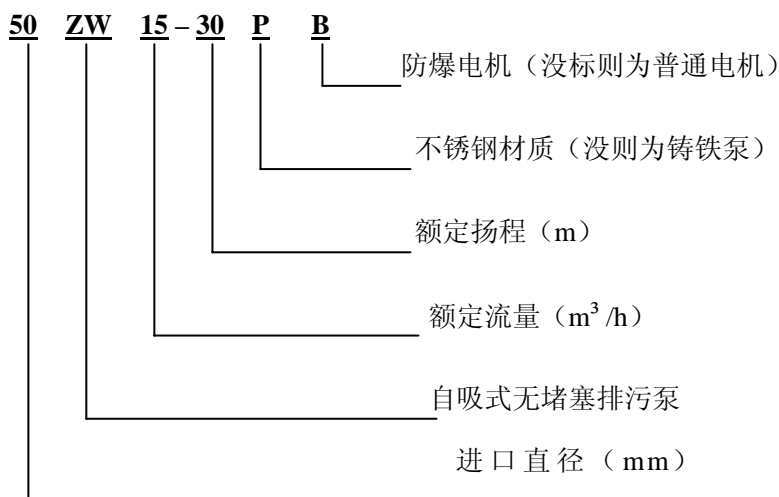 50 ZW 15-30 P B
防爆电机（没标则为普通电机）
不锈钢材质（没则为铸铁泵）
额定扬程（m）
额定流量（m³/h）
自吸式无堵塞排污泵
进口直径（mm）